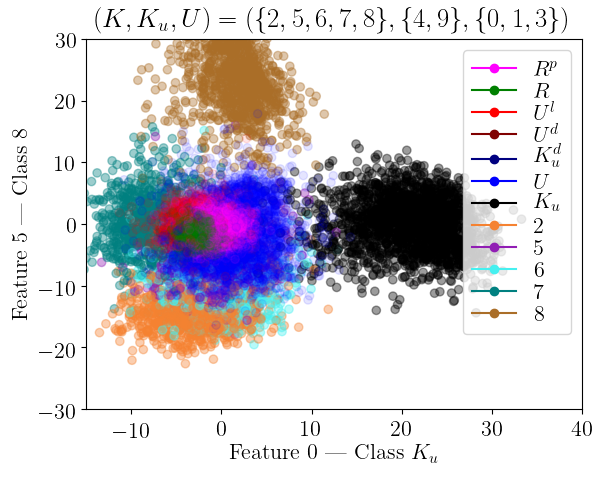 (K, K_u, U) = ({2, 5, 6, 7, 8}, {4, 9}, {0, 1, 3})
30
20
10
0
−10
−20
−30
Feature 5 — Class 8
R^p
R
U^l
U^d
K_u^d
U
K_u
2
5
6
7
8
−10
0
10
20
30
40
Feature 0 — Class K_u